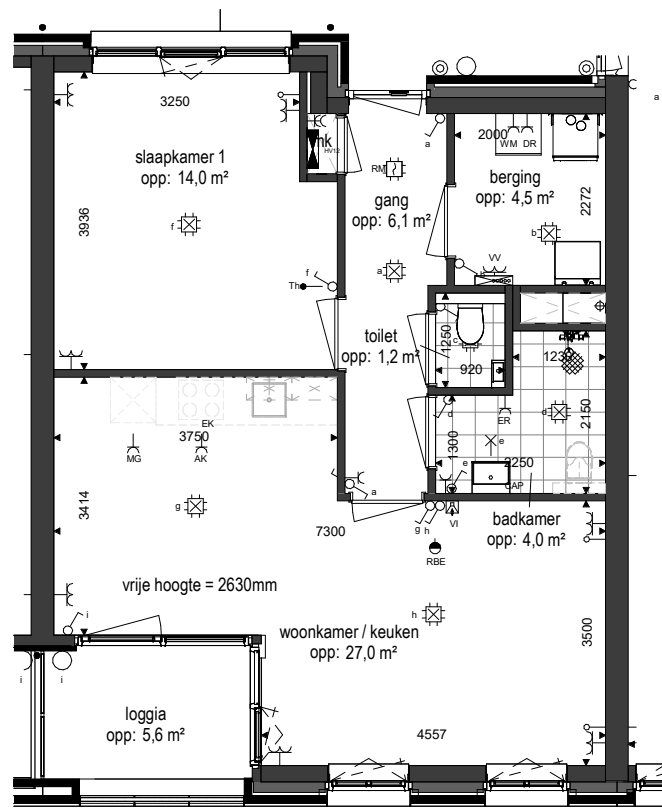 3250
slaapkamer 1
opp: 14,0 m²
3936
f
f
Th
nk
HV12
RM
a
gang
opp: 6,1 m²
a
a
2000
WM
DR
berging
opp: 4,5 m²
2272
b
VV
toilet
opp: 1,2 m²
1250
c
920
1230
2150
d
d
ER
e
1300
e
2250
CAP
badkamer
opp: 4,0 m²
EK
3750
MG
AK
3414
g
a
7300
g
h
VI
RBE
vrije hoogte = 2630mm
h
woonkamer / keuken
opp: 27,0 m²
3500
i
i
i
loggia
opp: 5,6 m²
4557
a